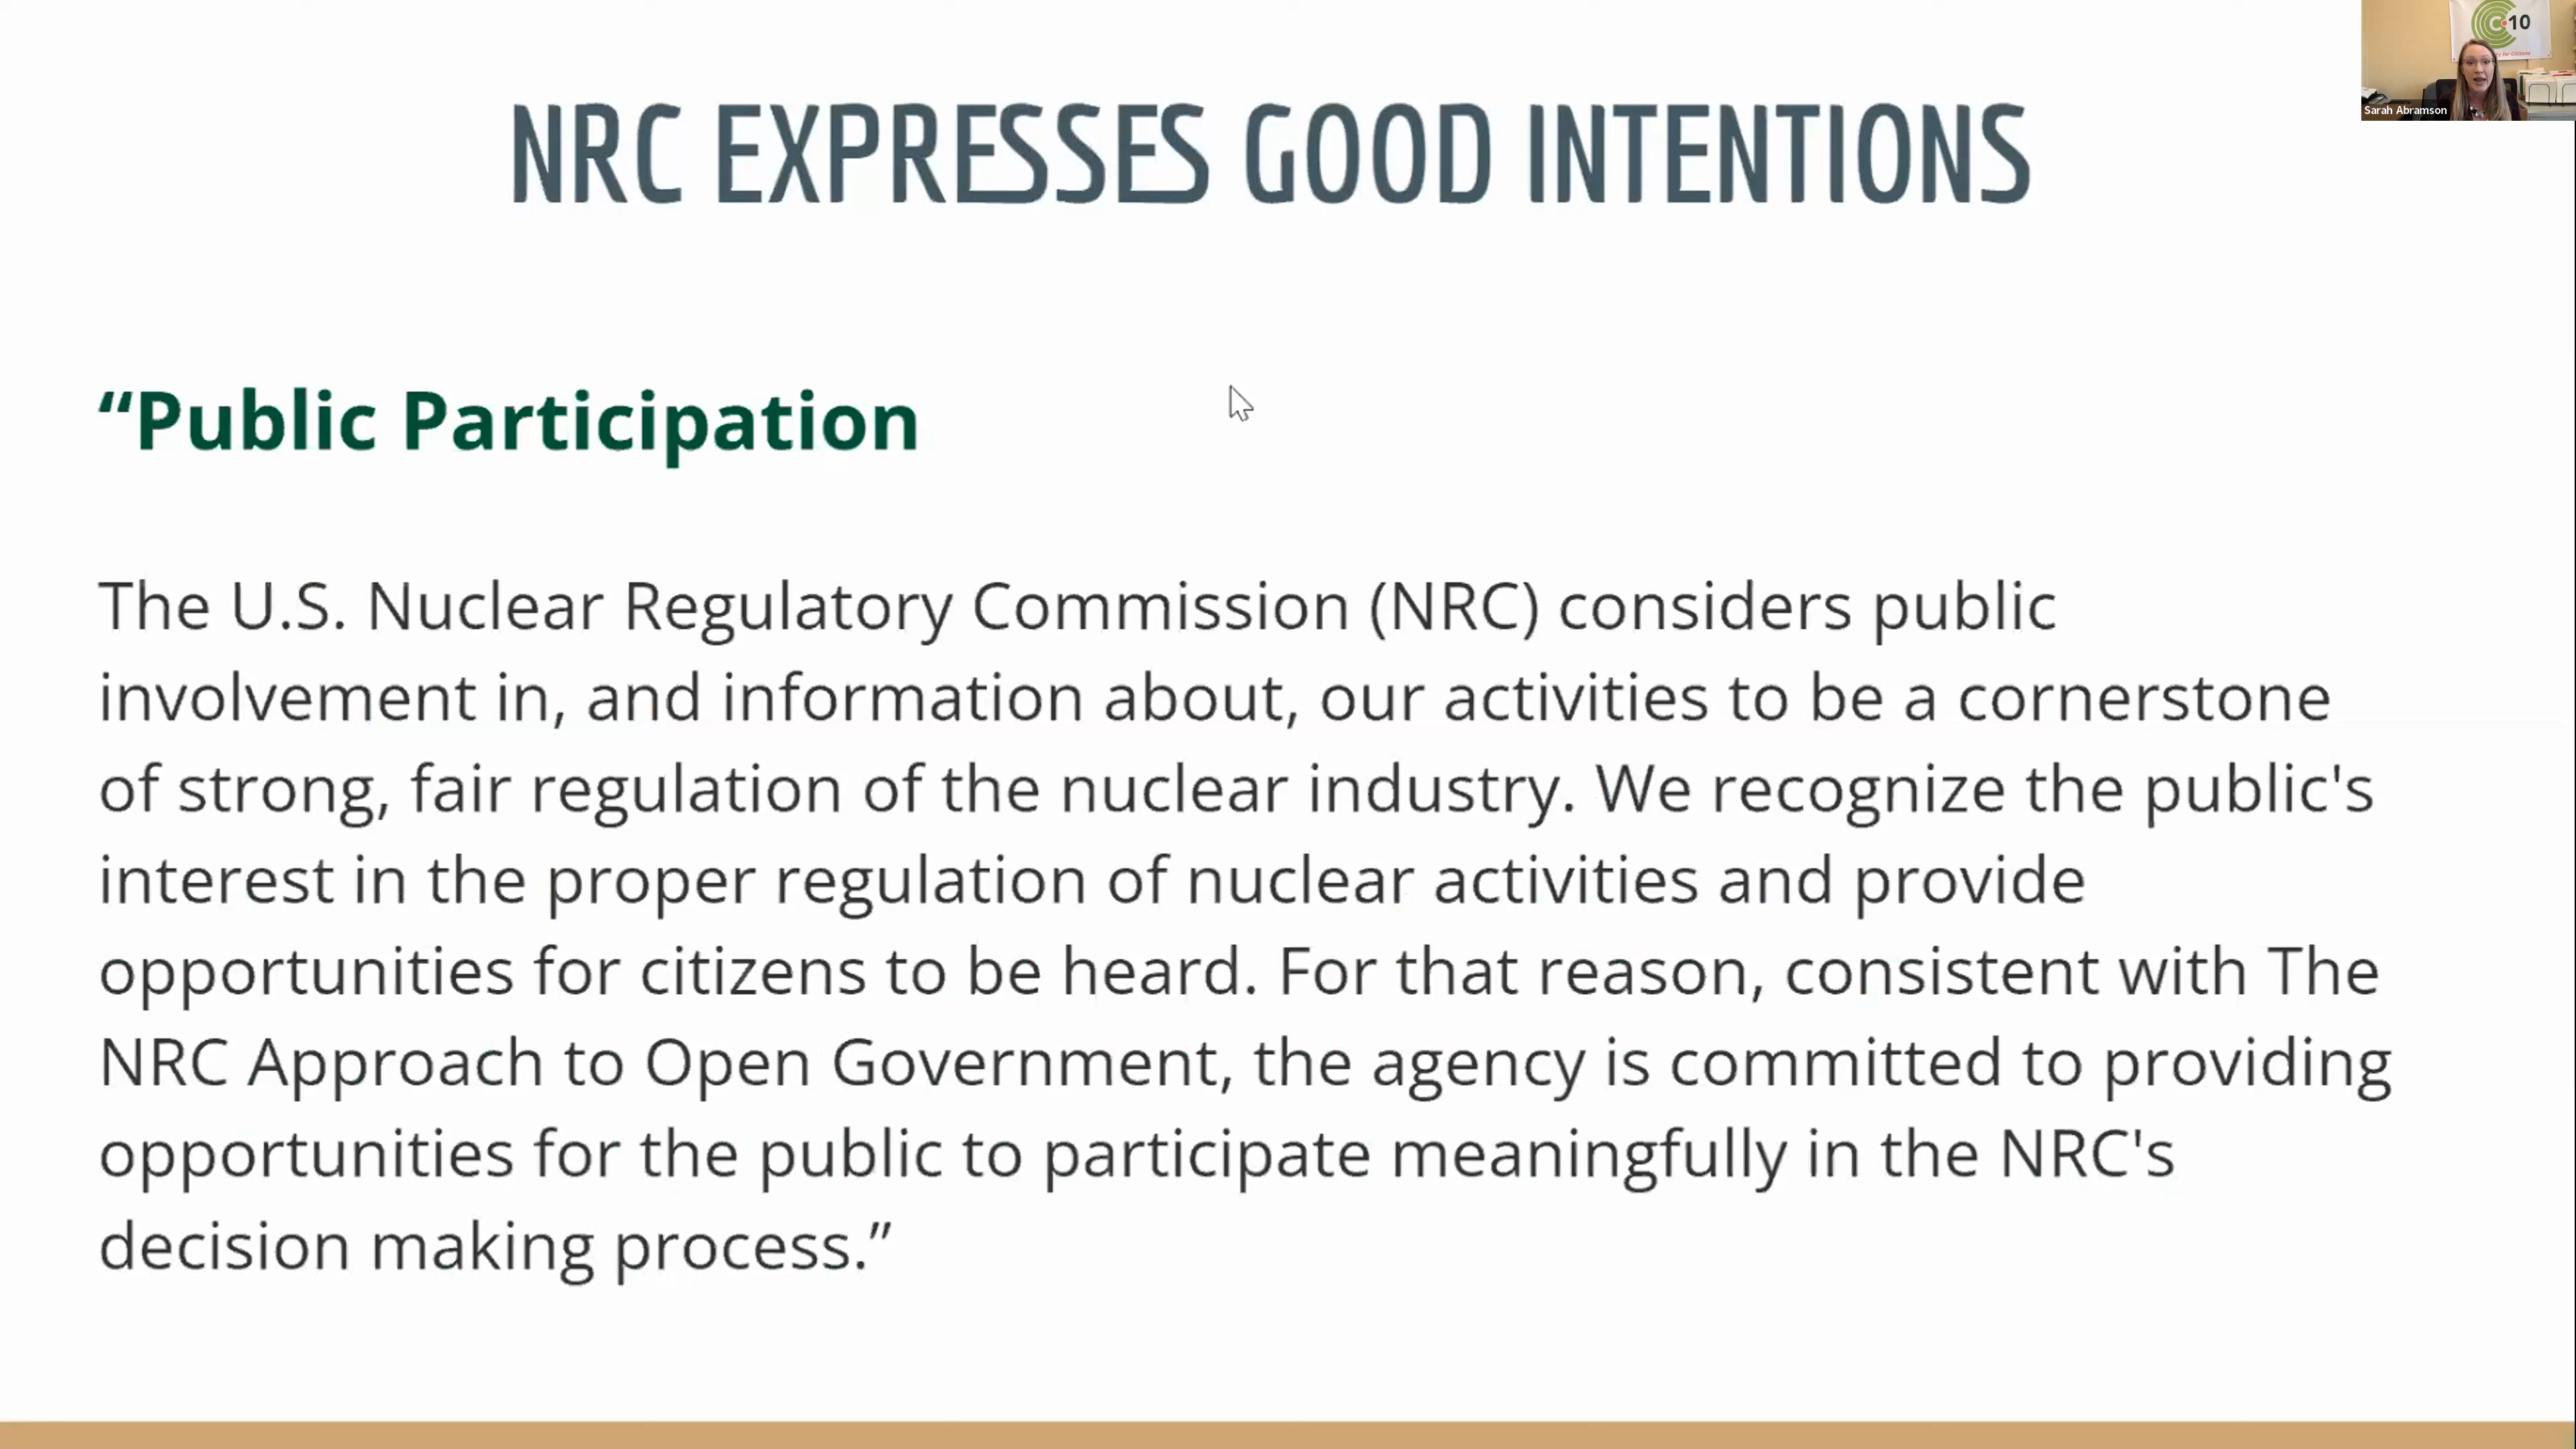 C-10
Sarah Abramson
NRC EXPRESSES GOOD INTENTIONS
“Public Participation
The U.S. Nuclear Regulatory Commission (NRC) considers public
involvement in, and information about, our activities to be a cornerstone
of strong, fair regulation of the nuclear industry. We recognize the public's
interest in the proper regulation of nuclear activities and provide
opportunities for citizens to be heard. For that reason, consistent with The
NRC Approach to Open Government, the agency is committed to providing
opportunities for the public to participate meaningfully in the NRC's
decision making process.”